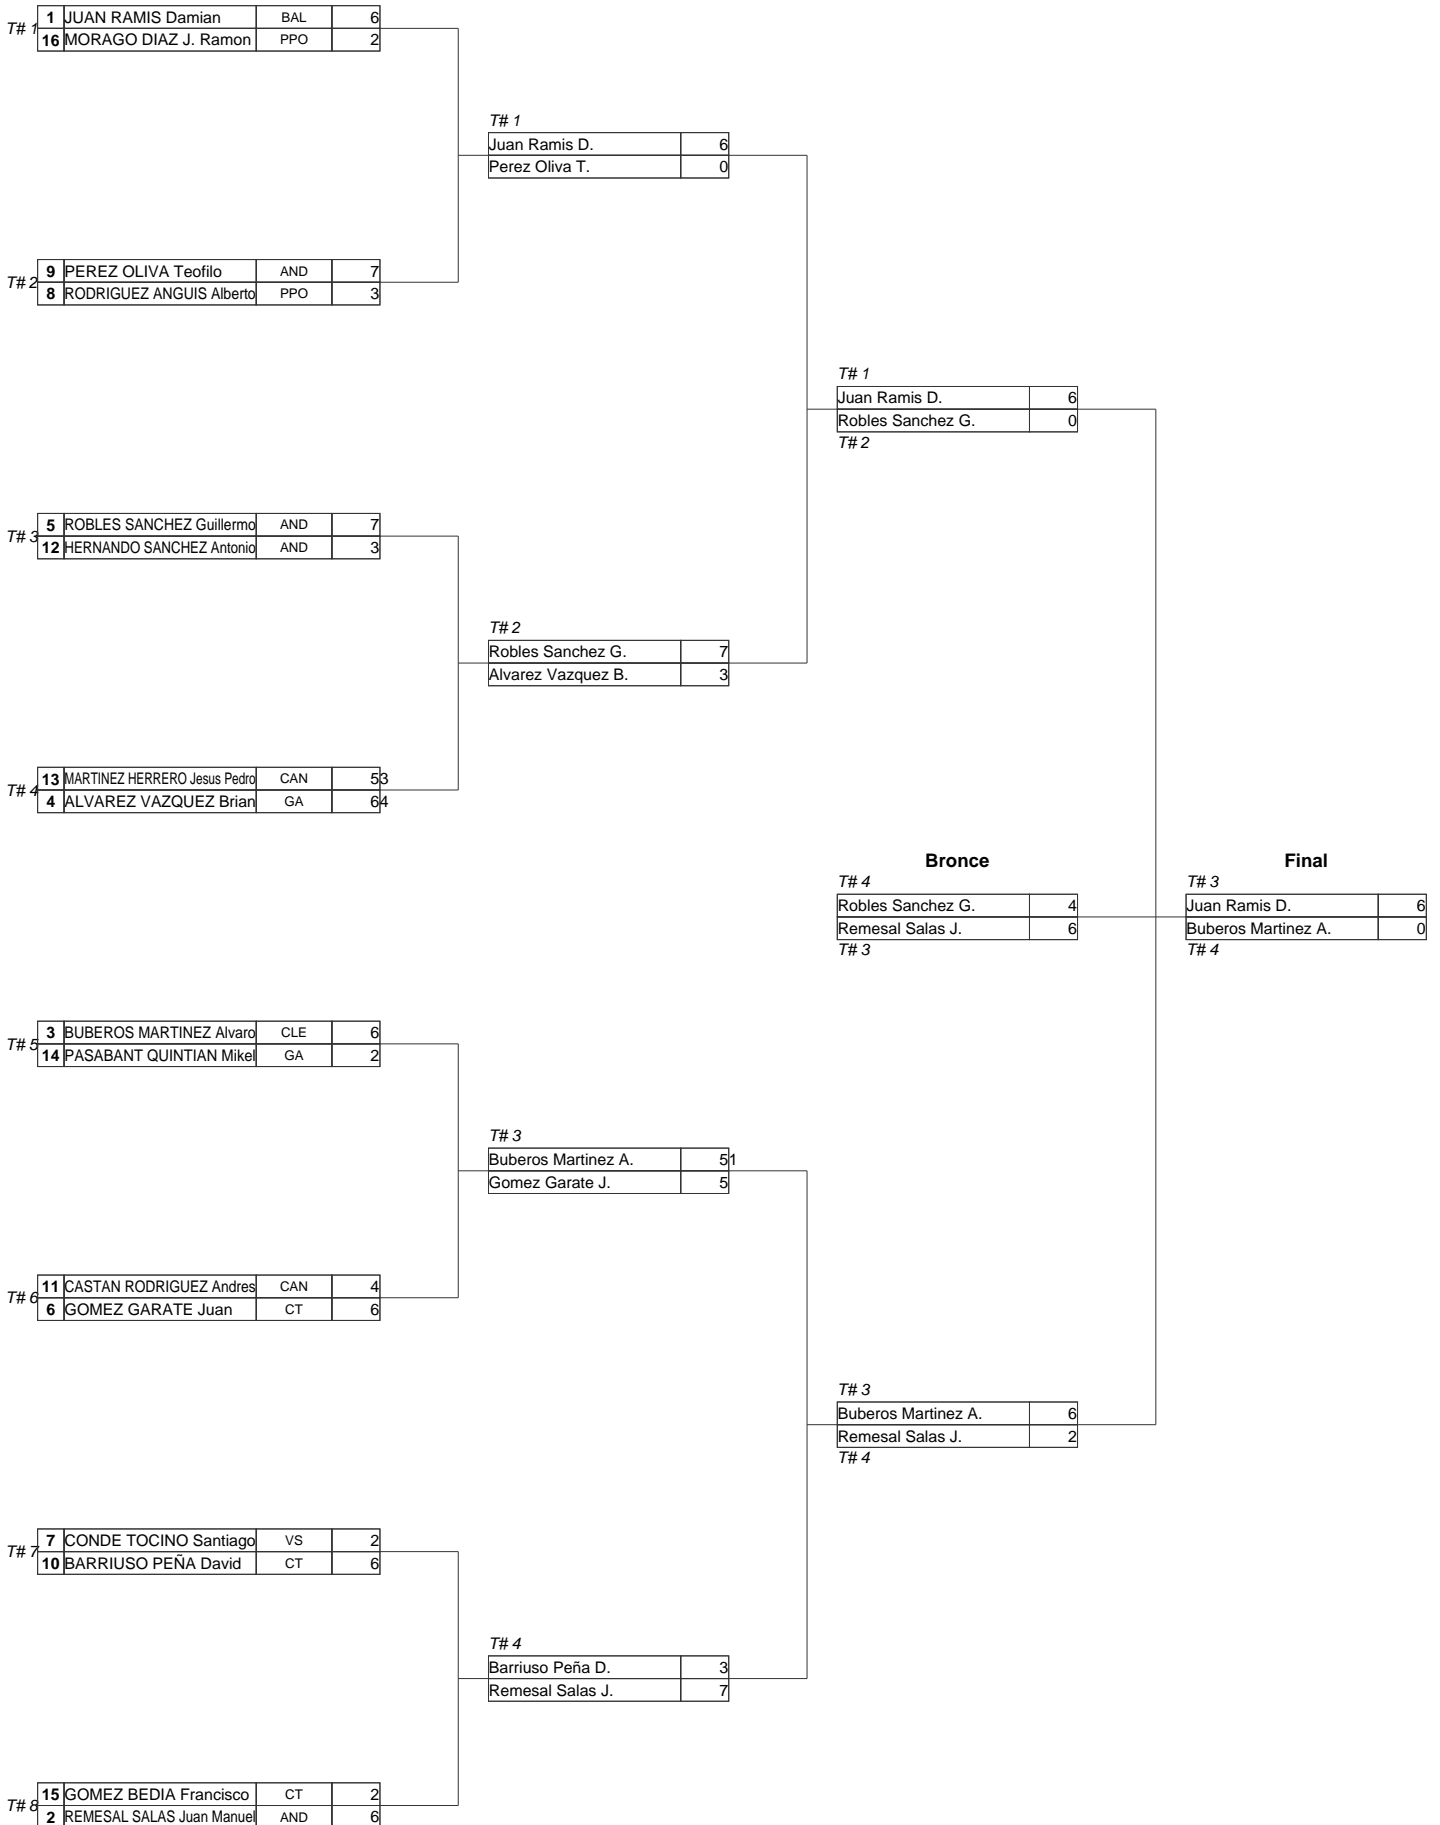 T# 1
1 JUAN RAMIS Damian BAL 6
16 MORAGO DIAZ J. Ramon PPO 2
T# 1
Juan Ramis D. 6
Perez Oliva T. 0
T# 2
9 PEREZ OLIVA Teofilo AND 7
8 RODRIGUEZ ANGUIS Alberto PPO 3
T# 1
Juan Ramis D. 6
Robles Sanchez G. 0
T# 2
T# 3
5 ROBLES SANCHEZ Guillermo AND 7
12 HERNANDO SANCHEZ Antonio AND 3
T# 2
Robles Sanchez G. 7
Alvarez Vazquez B. 3
T# 4
13 MARTINEZ HERRERO Jesus Pedro CAN 53
4 ALVAREZ VAZQUEZ Brian GA 64
Bronce
T# 4
Robles Sanchez G. 4
Remesal Salas J. 6
T# 3
Final
T# 3
Juan Ramis D. 6
Buberos Martinez A. 0
T# 4
T# 5
3 BUBEROS MARTINEZ Alvaro CLE 6
14 PASABANT QUINTIAN Mikel GA 2
T# 3
Buberos Martinez A. 51
Gomez Garate J. 5
T# 6
11 CASTAN RODRIGUEZ Andres CAN 4
6 GOMEZ GARATE Juan CT 6
T# 3
Buberos Martinez A. 6
Remesal Salas J. 2
T# 4
T# 7
7 CONDE TOCINO Santiago VS 2
10 BARRIUSO PEÑA David CT 6
T# 4
Barriuso Peña D. 3
Remesal Salas J. 7
T# 8
15 GOMEZ BEDIA Francisco CT 2
2 REMESAL SALAS Juan Manuel AND 6